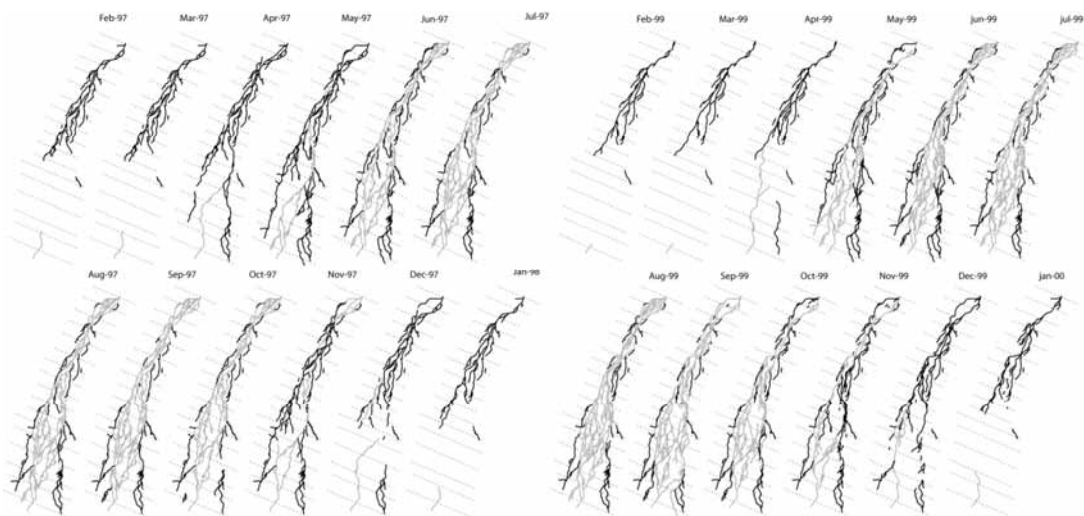 Feb-97 Mar-97 Apr-97 May-97 Jun-97 Jul-97
Feb-99 Mar-99 Apr-99 May-99 jun-99 jul-99
Aug-97 Sep-97 Oct-97 Nov-97 Dec-97 Jan-98
Aug-99 Sep-99 Oct-99 Nov-99 Dec-99 jan-00